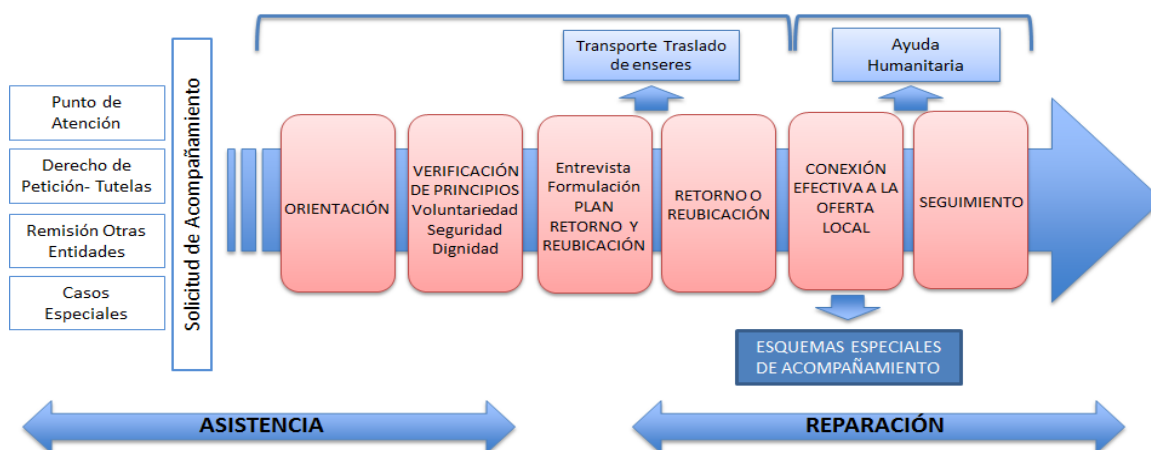 Transporte Traslado
de enseres
Ayuda
Humanitaria
Punto de
Atención
Derecho de
Petición- Tutelas
Remisión Otras
Entidades
Casos
Especiales
Solicitud de Acompañamiento
ORIENTACIÓN
VERIFICACIÓN
DE PRINCIPIOS
Voluntariedad
Seguridad
Dignidad
Entrevista
Formulación
PLAN
RETORNO Y
REUBICACIÓN
RETORNO O
REUBICACIÓN
CONEXIÓN
EFECTIVA A LA
OFERTA
LOCAL
SEGUIMIENTO
ESQUEMAS ESPECIALES
DE ACOMPAÑAMIENTO
ASISTENCIA
REPARACIÓN